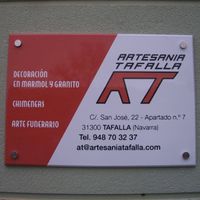 ARTESANIA
TAFALLA
AT
DECORACIÓN
EN MARMOL Y GRANITO
CHIMENEAS
ARTE FUNERARIO
C/. San José, 22 - Apartado n.º 7
31300 TAFALLA (Navarra)
Tel. 948 70 32 37
at@artesaniatafalla.com